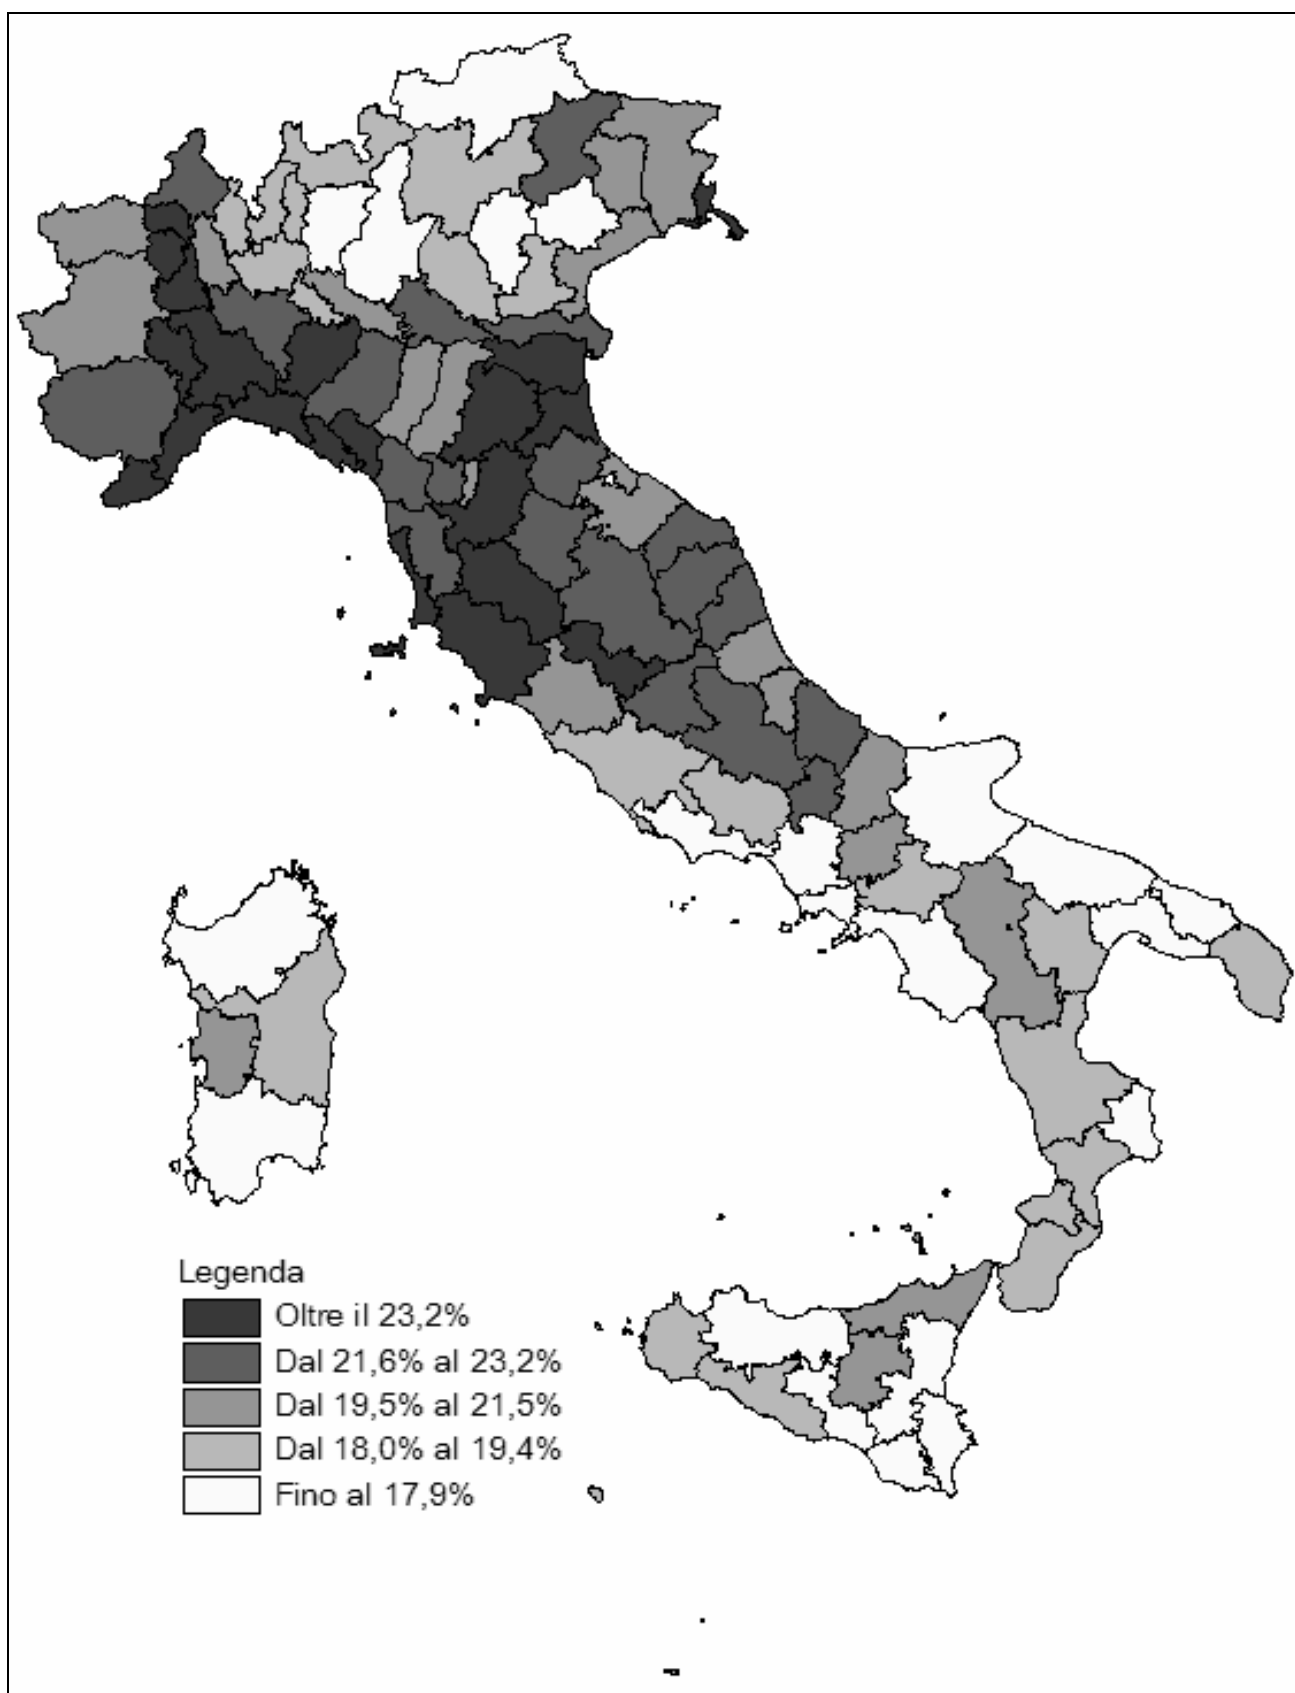 Legenda
Oltre il 23,2%
Dal 21,6% al 23,2%
Dal 19,5% al 21,5%
Dal 18,0% al 19,4%
Fino al 17,9%